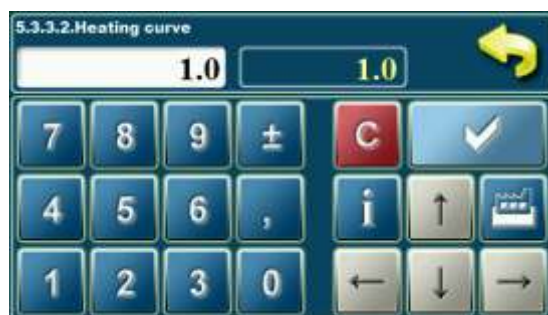 5.3.3.2.Heating curve
1.0 1.0
7 8 9 ± C
4 5 6 , i ↑
1 2 3 0 ← ↓ →